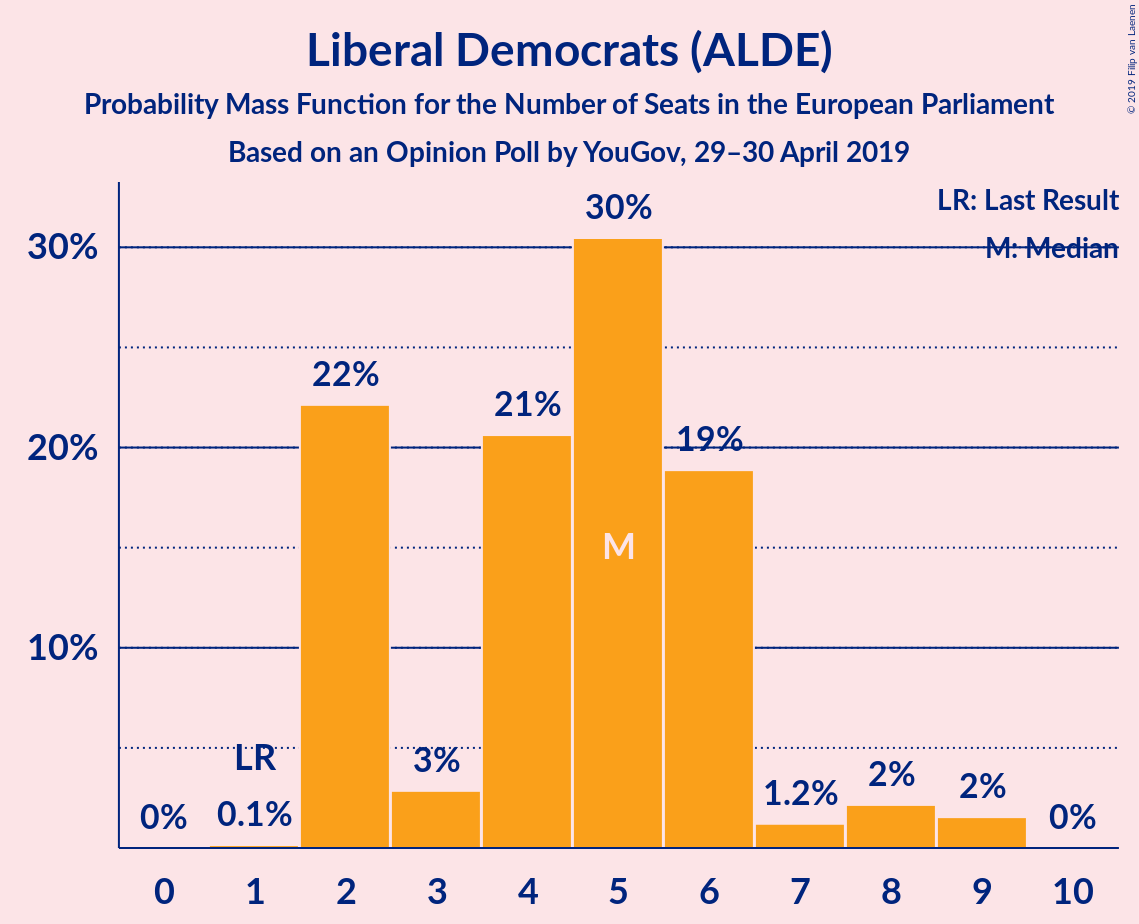 Liberal Democrats (ALDE)
Probability Mass Function for the Number of Seats in the European Parliament
Based on an Opinion Poll by YouGov, 29–30 April 2019
© 2019 Filip van Laenen
LR: Last Result
M: Median
30%
20%
10%
0%
0.1%
LR
22%
3%
21%
30%
M
19%
1.2%
2%
2%
0%
0 1 2 3 4 5 6 7 8 9 10